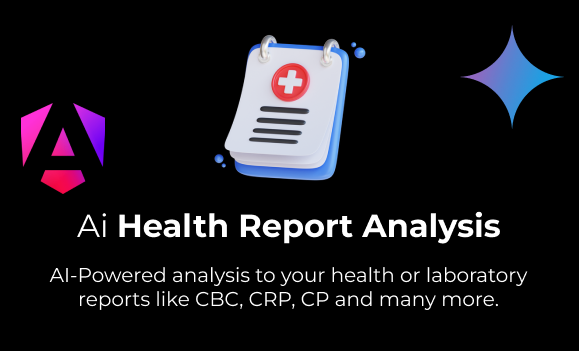 Ai Health Report Analysis
AI-Powered analysis to your health or laboratory
reports like CBC, CRP, CP and many more.